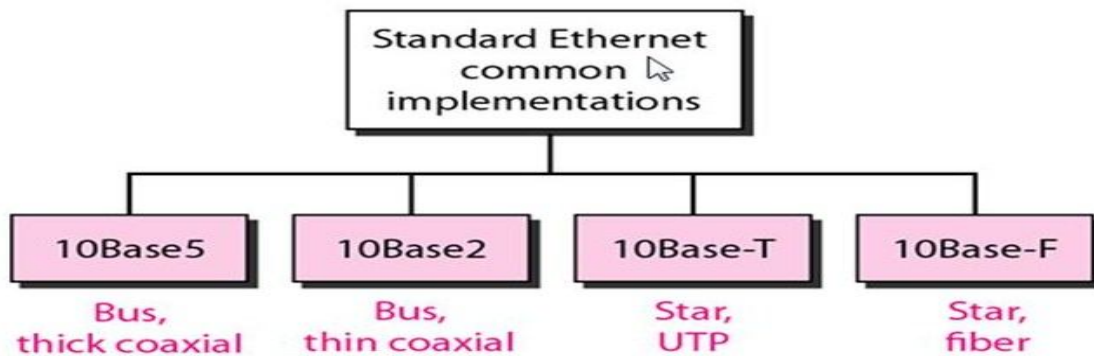 Standard Ethernet
common
implementations
10Base5
10Base2
10Base-T
10Base-F
Bus,
thick coaxial
Bus,
thin coaxial
Star,
UTP
Star,
fiber